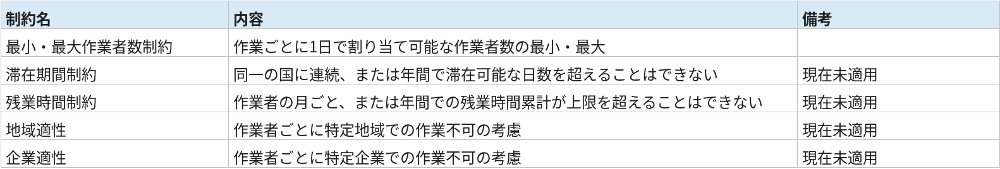 制約名 内容 備考
最小・最大作業者数制約 作業ごとに1日で割り当て可能な作業者数の最小・最大
滞在期間制約 同一の国に連続、または年間で滞在可能な日数を超えることはできない 現在未適用
残業時間制約 作業者の月ごと、または年間での残業時間累計が上限を超えることはできない 現在未適用
地域適性 作業者ごとに特定地域での作業不可の考慮 現在未適用
企業適性 作業者ごとに特定企業での作業不可の考慮 現在未適用